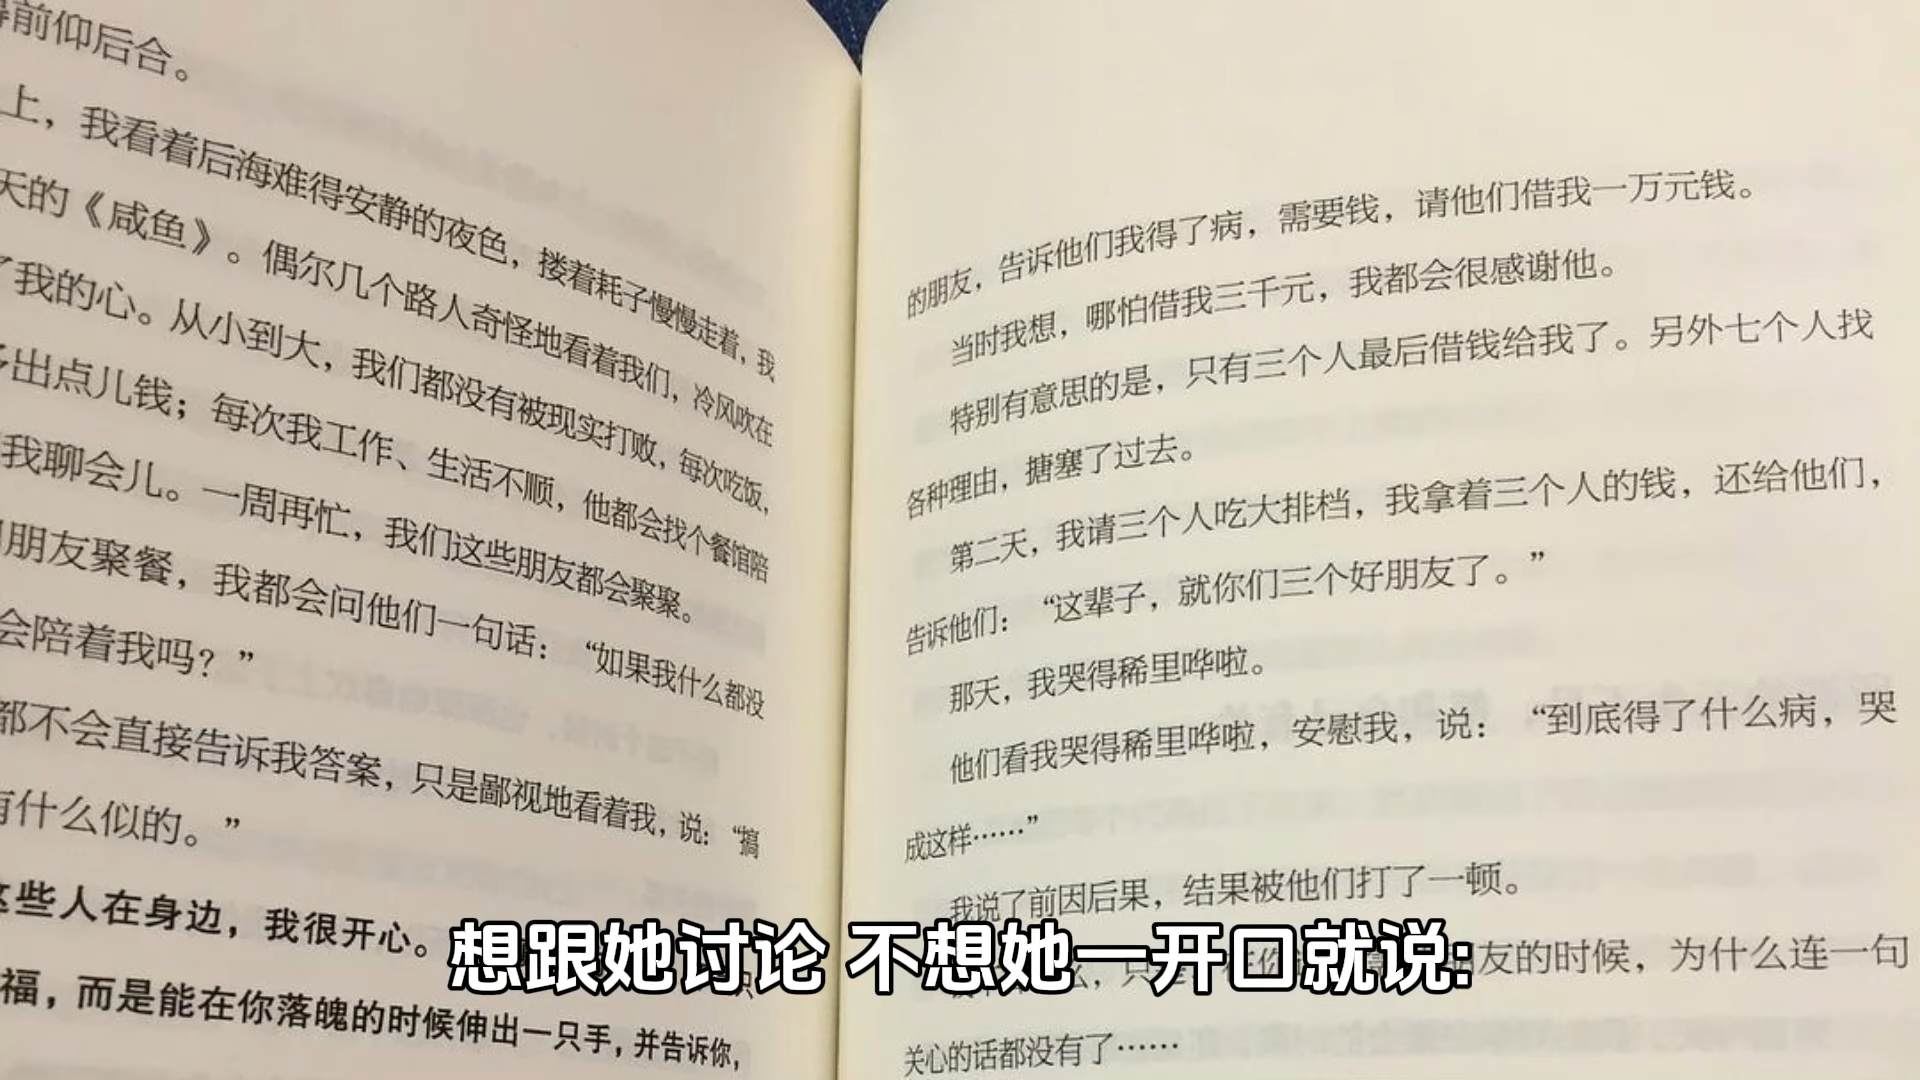 得前仰后合。
上，我看着后海难得安静的夜色，搂着耗子慢慢走着，我
天的《咸鱼》。偶尔几个路人奇怪地看着我们，冷风吹在
了我的心。从小到大，我们都没有被现实打败，每次吃饭，
多出点儿钱；每次我工作、生活不顺，他都会找个餐馆陪
我聊会儿。一周再忙，我们这些朋友都会聚聚。
朋友聚餐，我都会问他们一句话：“如果我什么都没
会陪着我吗？”
都不会直接告诉我答案，只是鄙视地看着我，说：“搞
有什么似的。”
这些人在身边，我很开心。
福，而是能在你落魄的时候伸出一只手，并告诉你，
的朋友，告诉他们我得了病，需要钱，请他们借我一万元钱。
当时我想，哪怕借我三千元，我都会很感谢他。
特别有意思的是，只有三个人最后借钱给我了。另外七个人找
各种理由，搪塞了过去。
第二天，我请三个人吃大排档，我拿着三个人的钱，还给他们，
告诉他们：“这辈子，就你们三个好朋友了。”
那天，我哭得稀里哗啦。
他们看我哭得稀里哗啦，安慰我，说：“到底得了什么病，哭
成这样……”
我说了前因后果，结果被他们打了一顿。
朋友的时候，为什么连一句
关心的话都没有了……
想跟她讨论 不想她一开口就说: